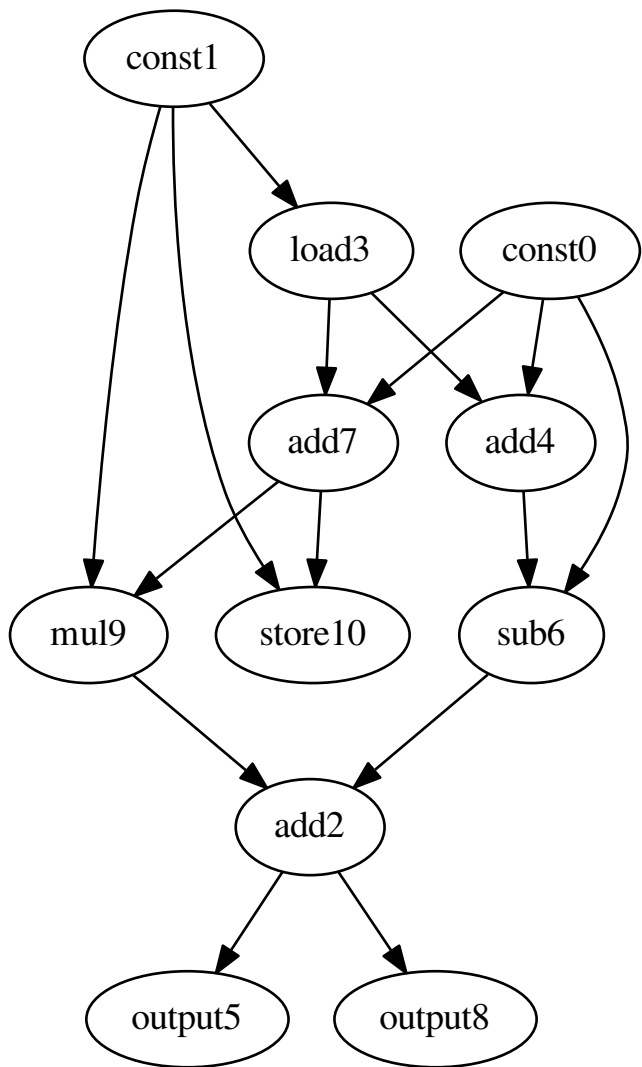 const1
load3
const0
add7
add4
mul9
store10
sub6
add2
output5
output8